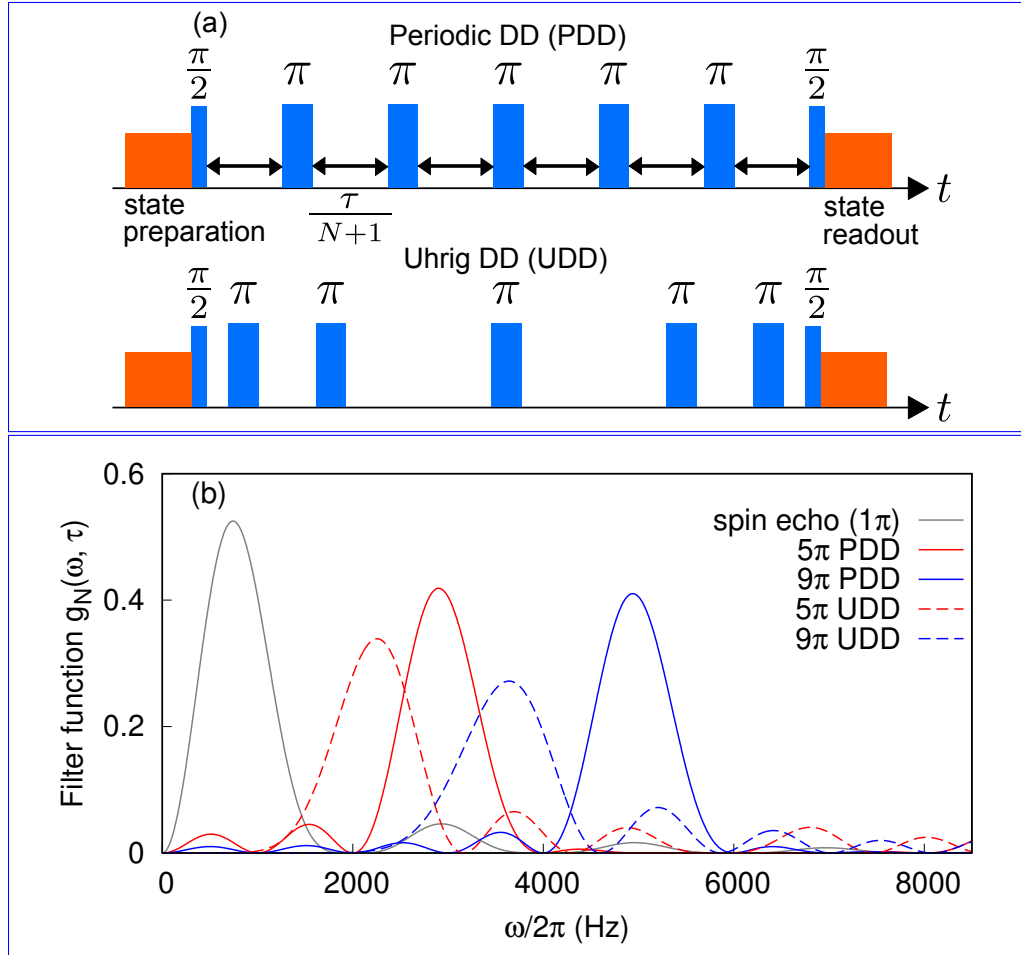 (a)
Periodic DD (PDD)
π/2 π π π π π π/2
t
state preparation
τ/(N+1)
state readout
Uhrig DD (UDD)
π/2 π π π π π π/2
t
(b)
Filter function g_N(ω, τ)
0.6
0.4
0.2
0
spin echo (1π)
5π PDD
9π PDD
5π UDD
9π UDD
0 2000 4000 6000 8000
ω/2π (Hz)